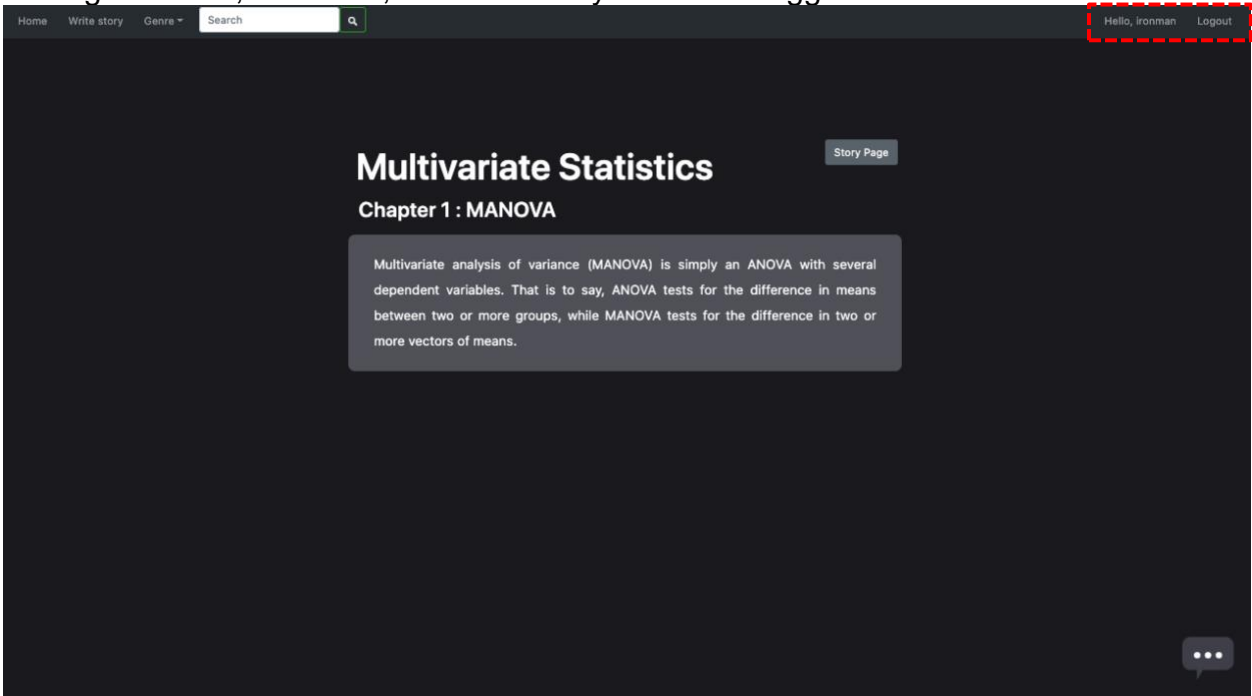 Home Write story Genre Search Hello, ironman Logout
Story Page
Multivariate Statistics
Chapter 1 : MANOVA
Multivariate analysis of variance (MANOVA) is simply an ANOVA with several
dependent variables. That is to say, ANOVA tests for the difference in means
between two or more groups, while MANOVA tests for the difference in two or
more vectors of means.